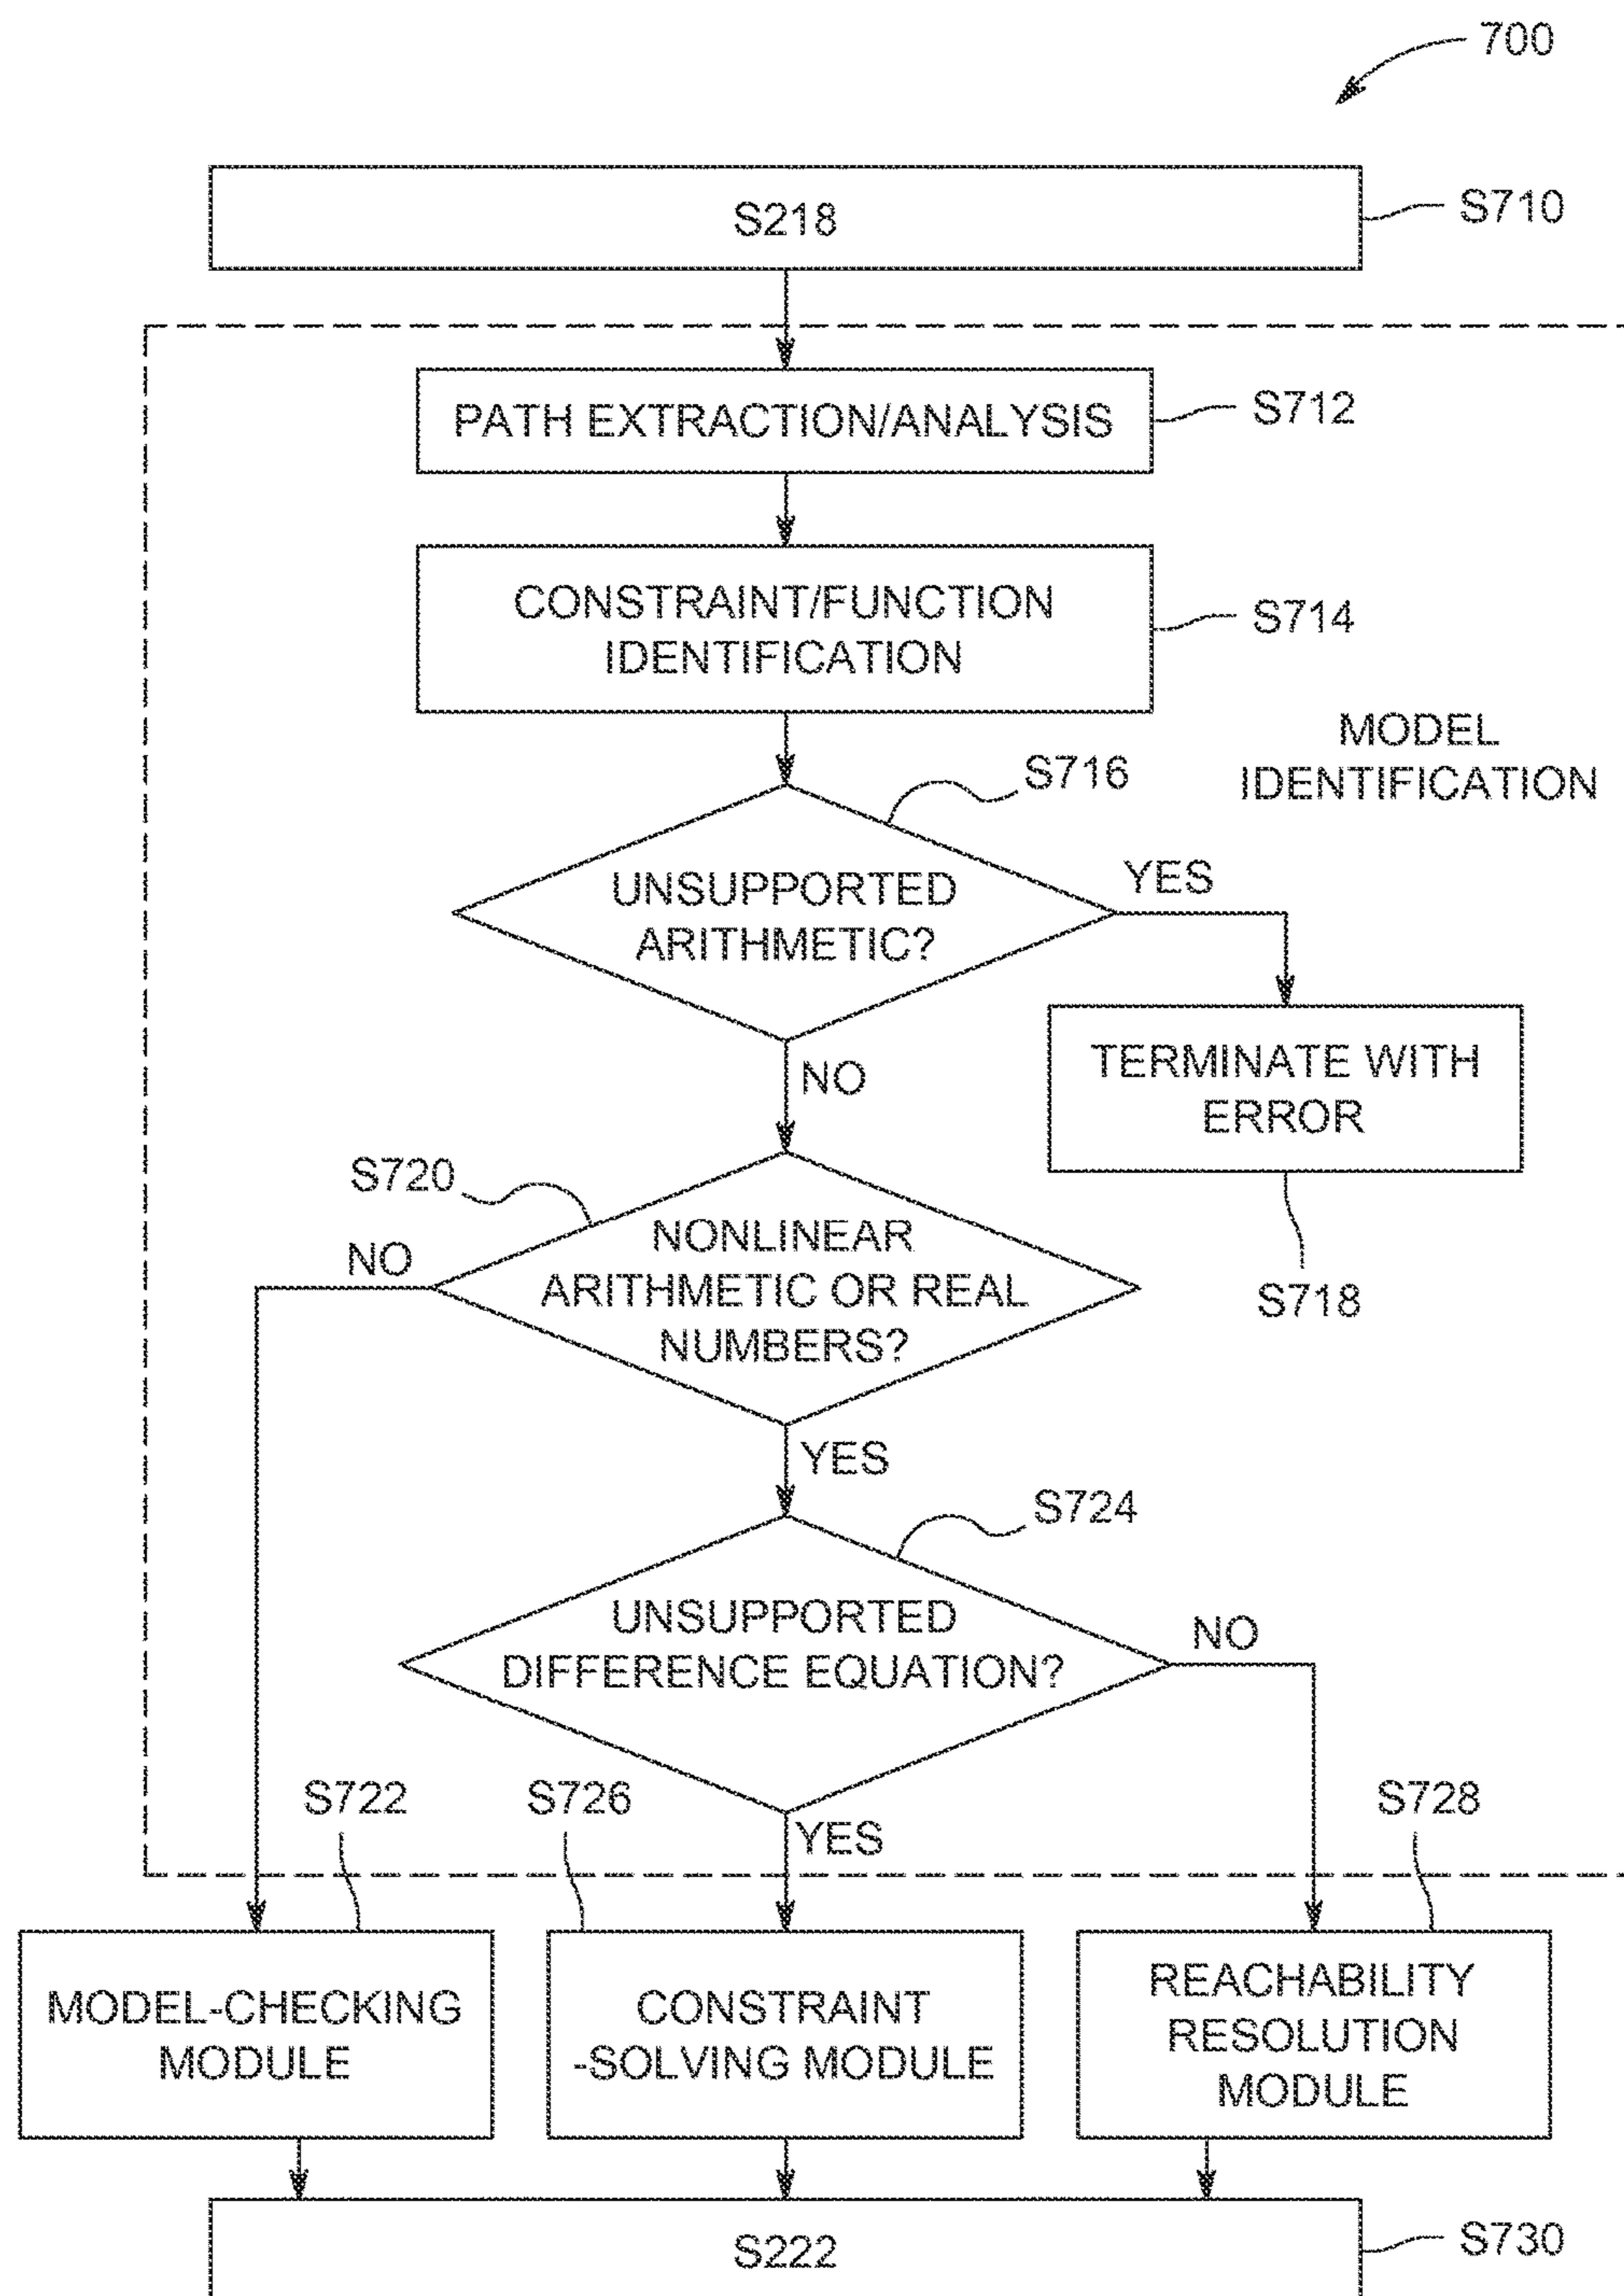 700
S218
S710
PATH EXTRACTION/ANALYSIS
S712
CONSTRAINT/FUNCTION
IDENTIFICATION
S714
MODEL
IDENTIFICATION
S716
UNSUPPORTED
ARITHMETIC?
YES
NO
TERMINATE WITH
ERROR
S718
S720
NO
NONLINEAR
ARITHMETIC OR REAL
NUMBERS?
YES
S724
UNSUPPORTED
DIFFERENCE EQUATION?
NO
YES
S722
S726
S728
MODEL-CHECKING
MODULE
CONSTRAINT
-SOLVING MODULE
REACHABILITY
RESOLUTION
MODULE
S222
S730